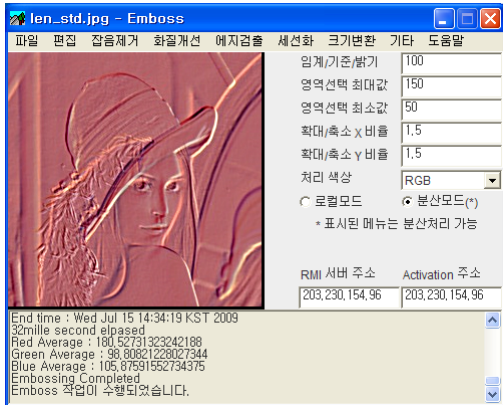 len_std.jpg - Emboss
파일 편집 잡음제거 화질개선 에지검출 세선화 크기변환 기타 도움말
임계/기준/밝기 100
영역선택 최대값 150
영역선택 최소값 50
확대/축소 X 비율 1.5
확대/축소 Y 비율 1.5
처리 색상 RGB
로컬모드 분산모드(*)
* 표시된 메뉴는 분산처리 가능
RMI 서버 주소 Activation 주소
203.230.154.96 203.230.154.96
End time : Wed Jul 15 14:34:19 KST 2009
32mille second elpased
Red Average : 180.52731323242188
Green Average : 98.80821228027344
Blue Average : 105.87591552734375
Embossing Completed
Emboss 작업이 수행되었습니다.